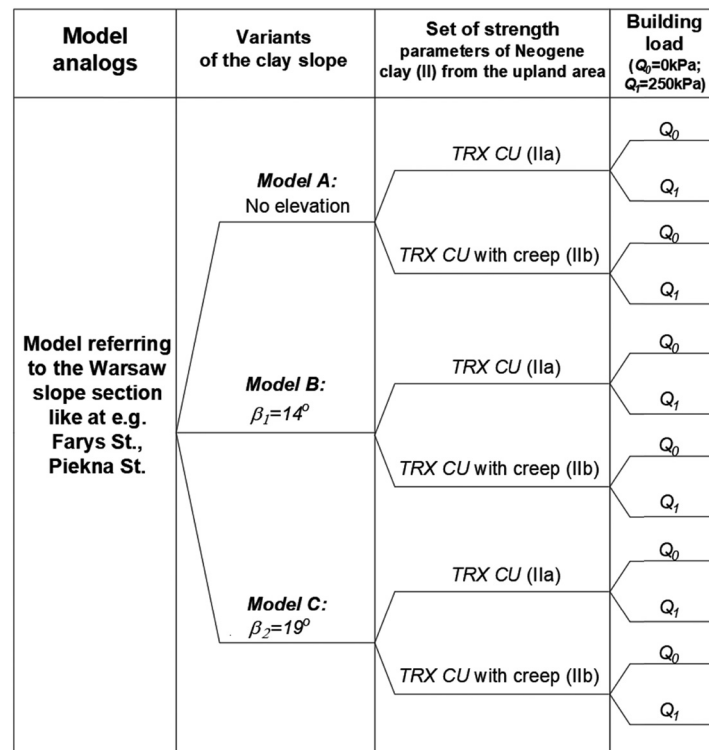 Model
analogs
Variants
of the clay slope
Set of strength
parameters of Neogene
clay (II) from the upland area
Building
load
(Q0=0kPa;
Q1=250kPa)
Model referring
to the Warsaw
slope section
like at e.g.
Farys St.,
Piekna St.
Model A:
No elevation
TRX CU (IIa)
Q0
Q1
TRX CU with creep (IIb)
Q0
Q1
Model B:
β1=14o
TRX CU (IIa)
Q0
Q1
TRX CU with creep (IIb)
Q0
Q1
Model C:
β2=19o
TRX CU (IIa)
Q0
Q1
TRX CU with creep (IIb)
Q0
Q1